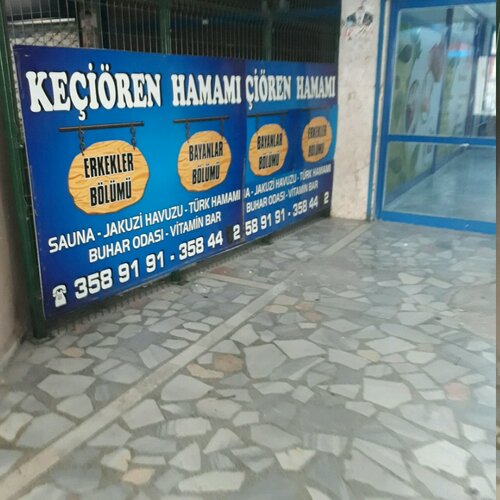 KEÇİÖREN HAMAMI
ERKEKLER BÖLÜMÜ
BAYANLAR BÖLÜMÜ
SAUNA - JAKUZİ HAVUZU - TÜRK HAMAMI
BUHAR ODASI - VİTAMİN BAR
358 91 91 - 358 44 2
ÇİÖREN HAMAMI
BAYANLAR BÖLÜMÜ
ERKEKLER BÖLÜMÜ
NA - JAKUZİ HAVUZU - TÜRK HAMAMI
BUHAR ODASI - VİTAMİN BAR
58 91 91 - 358 44 2